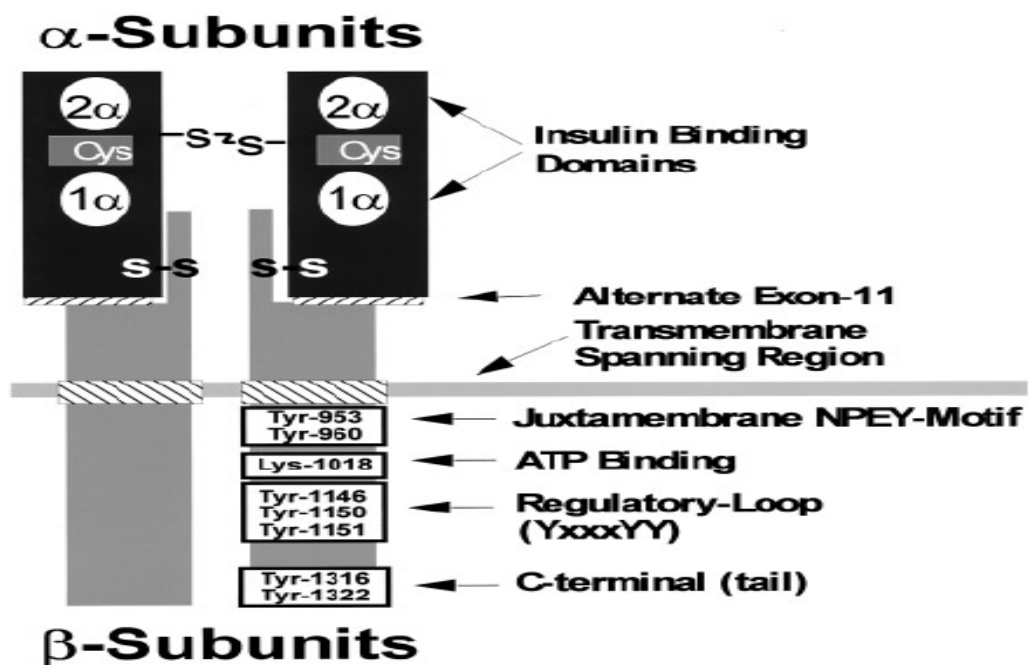 α-Subunits
2α
2α
-S-S-
Cys
Cys
Insulin Binding
Domains
1α
1α
S-S
S-S
Alternate Exon-11
Transmembrane
Spanning Region
Tyr-953
Tyr-960
Juxtamembrane NPEY-Motif
Lys-1018
ATP Binding
Tyr-1146
Tyr-1150
Tyr-1151
Regulatory-Loop
(YxxxYY)
Tyr-1316
Tyr-1322
C-terminal (tail)
β-Subunits